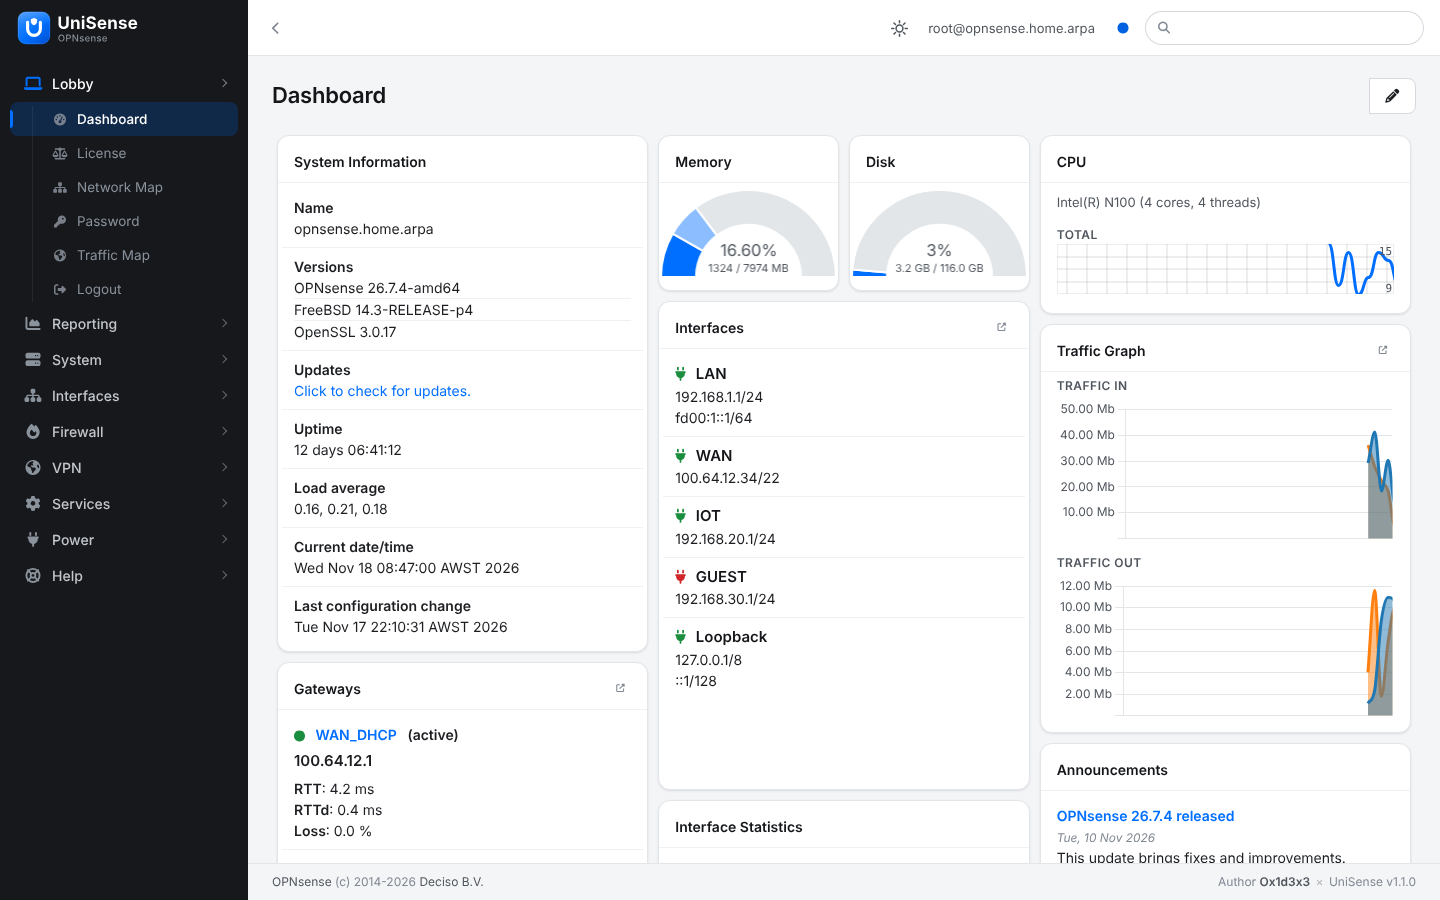 UniSense
OPNsense
Lobby
Dashboard
License
Network Map
Password
Traffic Map
Logout
Reporting
System
Interfaces
Firewall
VPN
Services
Power
Help
root@opnsense.home.arpa
Dashboard
System Information
Name
opnsense.home.arpa
Versions
OPNsense 26.7.4-amd64
FreeBSD 14.3-RELEASE-p4
OpenSSL 3.0.17
Updates
Click to check for updates.
Uptime
12 days 06:41:12
Load average
0.16, 0.21, 0.18
Current date/time
Wed Nov 18 08:47:00 AWST 2026
Last configuration change
Tue Nov 17 22:10:31 AWST 2026
Gateways
WAN_DHCP (active)
100.64.12.1
RTT: 4.2 ms
RTTd: 0.4 ms
Loss: 0.0 %
Memory
16.60%
1324 / 7974 MB
Disk
3%
3.2 GB / 116.0 GB
Interfaces
LAN
192.168.1.1/24
fd00:1::1/64
WAN
100.64.12.34/22
IOT
192.168.20.1/24
GUEST
192.168.30.1/24
Loopback
127.0.0.1/8
::1/128
Interface Statistics
CPU
Intel(R) N100 (4 cores, 4 threads)
TOTAL
15
9
Traffic Graph
TRAFFIC IN
50.00 Mb
40.00 Mb
30.00 Mb
20.00 Mb
10.00 Mb
TRAFFIC OUT
12.00 Mb
10.00 Mb
8.00 Mb
6.00 Mb
4.00 Mb
2.00 Mb
Announcements
OPNsense 26.7.4 released
Tue, 10 Nov 2026
This update brings fixes and improvements.
OPNsense (c) 2014-2026 Deciso B.V.
Author Ox1d3x3 × UniSense v1.1.0